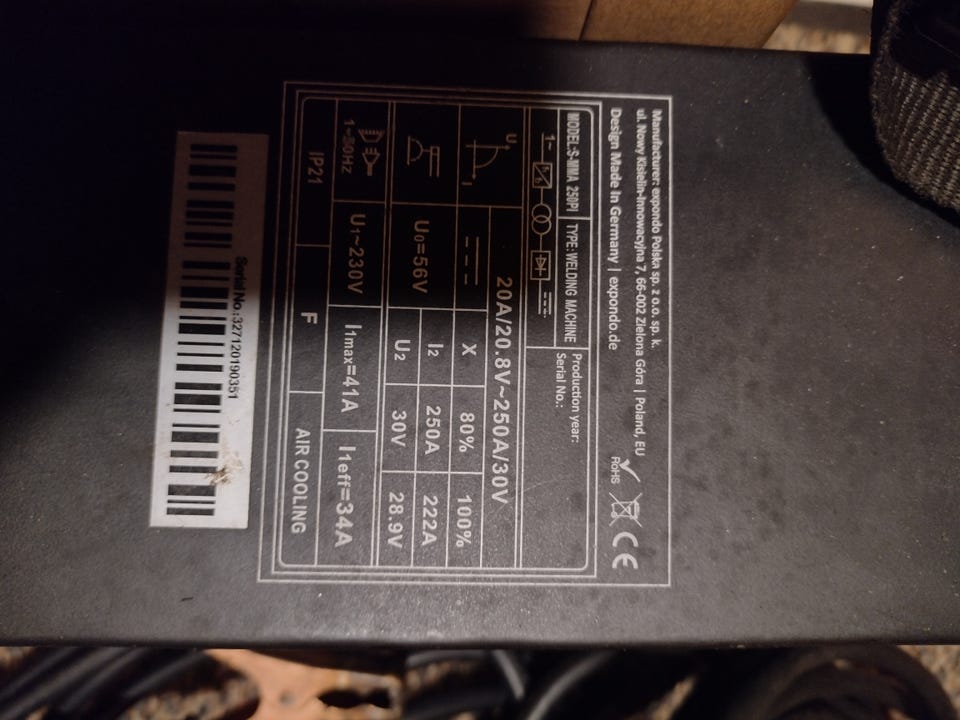 Manufacturer: expondo Polska sp. z o.o. sp. k.
ul. Nowy Kisielin-Innowacyjna 7, 66-002 Zielona Góra | Poland, EU
Design Made In Germany | expondo.de
RoHS CE
MODEL:S-MMA 250PI TYPE:WELDING MACHINE
Production year:
Serial No.:
1~
20A/20.8V~250A/30V
X 80% 100%
U0=56V I2 250A 222A
U2 30V 28.9V
1~50Hz U1~230V I1max=41A I1eff=34A
IP21 F AIR COOLING
Serial No.:327120190351